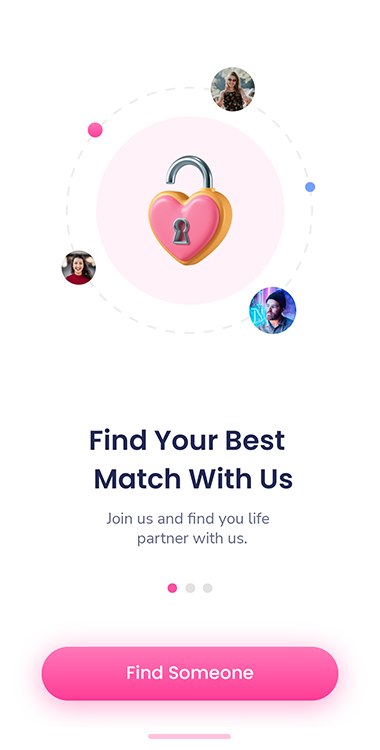 Find Your Best
Match With Us
Join us and find you life
partner with us.
Find Someone